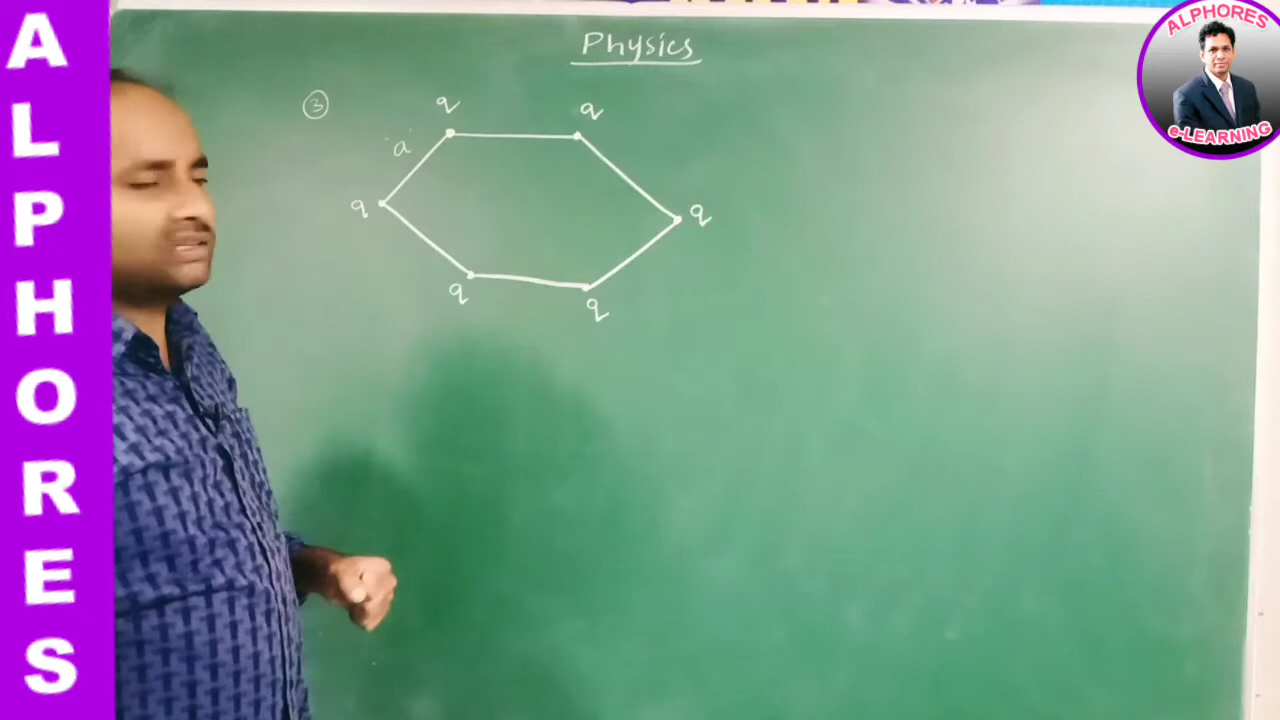 ALPHORES
Physics
ALPHORES
e-LEARNING
③
q
q
'a'
q
q
q
q